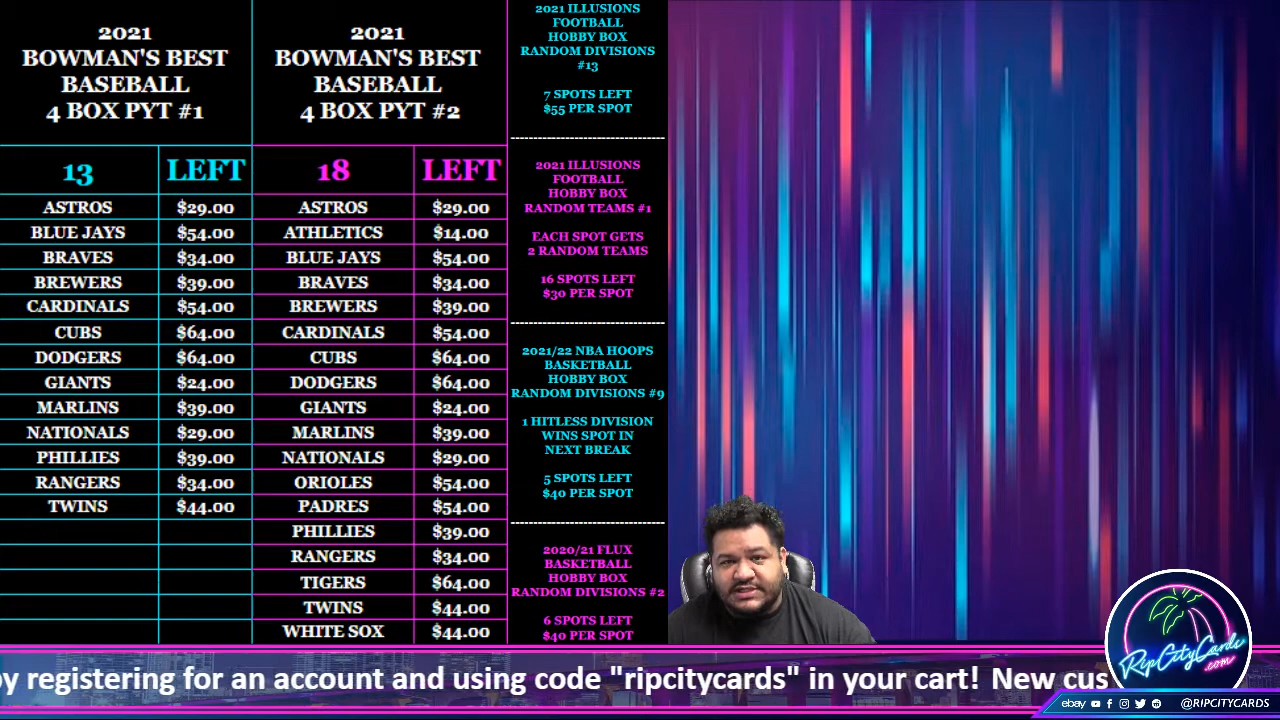 2021
BOWMAN'S BEST
BASEBALL
4 BOX PYT #1
13 LEFT
ASTROS $29.00
BLUE JAYS $54.00
BRAVES $34.00
BREWERS $39.00
CARDINALS $54.00
CUBS $64.00
DODGERS $64.00
GIANTS $24.00
MARLINS $39.00
NATIONALS $29.00
PHILLIES $39.00
RANGERS $34.00
TWINS $44.00
2021
BOWMAN'S BEST
BASEBALL
4 BOX PYT #2
18 LEFT
ASTROS $29.00
ATHLETICS $14.00
BLUE JAYS $54.00
BRAVES $34.00
BREWERS $39.00
CARDINALS $54.00
CUBS $64.00
DODGERS $64.00
GIANTS $24.00
MARLINS $39.00
NATIONALS $29.00
ORIOLES $54.00
PADRES $54.00
PHILLIES $39.00
RANGERS $34.00
TIGERS $64.00
TWINS $44.00
WHITE SOX $44.00
2021 ILLUSIONS
FOOTBALL
HOBBY BOX
RANDOM DIVISIONS
#13
7 SPOTS LEFT
$55 PER SPOT
2021 ILLUSIONS
FOOTBALL
HOBBY BOX
RANDOM TEAMS #1
EACH SPOT GETS
2 RANDOM TEAMS
16 SPOTS LEFT
$30 PER SPOT
2021/22 NBA HOOPS
BASKETBALL
HOBBY BOX
RANDOM DIVISIONS #9
1 HITLESS DIVISION
WINS SPOT IN
NEXT BREAK
5 SPOTS LEFT
$40 PER SPOT
2020/21 FLUX
BASKETBALL
HOBBY BOX
RANDOM DIVISIONS #2
6 SPOTS LEFT
$40 PER SPOT
by registering for an account and using code "ripcitycards" in your cart! New cus
RipCityCards
.com
ebay @RIPCITYCARDS